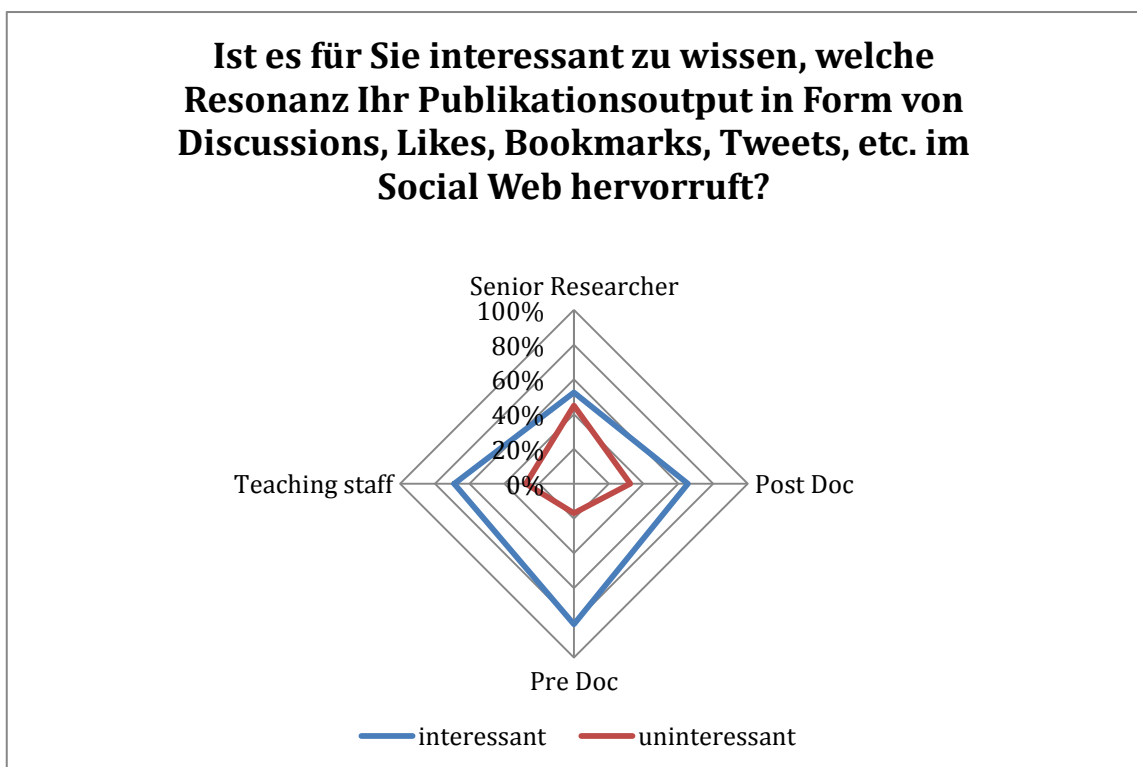 Ist es für Sie interessant zu wissen, welche
Resonanz Ihr Publikationsoutput in Form von
Discussions, Likes, Bookmarks, Tweets, etc. im
Social Web hervorruft?
Senior Researcher
100%
80%
60%
40%
20%
0%
Teaching staff
Post Doc
Pre Doc
interessant
uninteressant